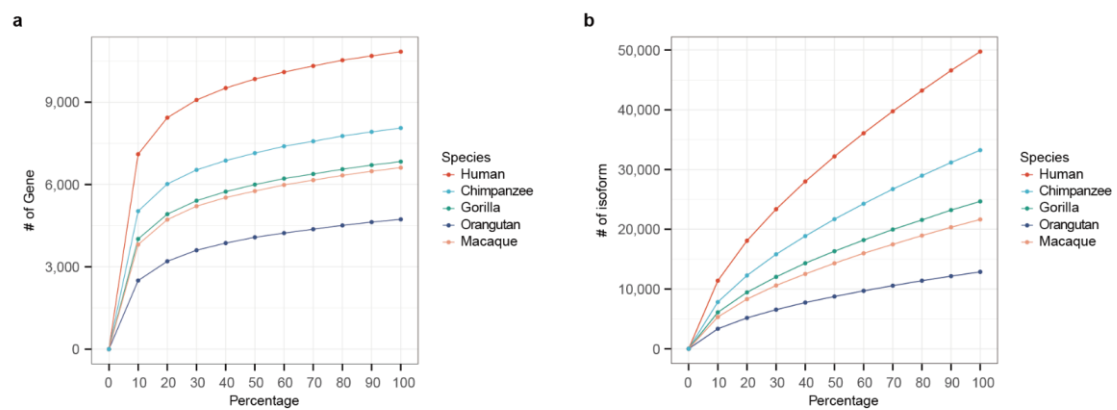 a
# of Gene
9,000
6,000
3,000
0
0 10 20 30 40 50 60 70 80 90 100
Percentage
Species
Human
Chimpanzee
Gorilla
Orangutan
Macaque
b
# of isoform
50,000
40,000
30,000
20,000
10,000
0
0 10 20 30 40 50 60 70 80 90 100
Percentage
Species
Human
Chimpanzee
Gorilla
Orangutan
Macaque